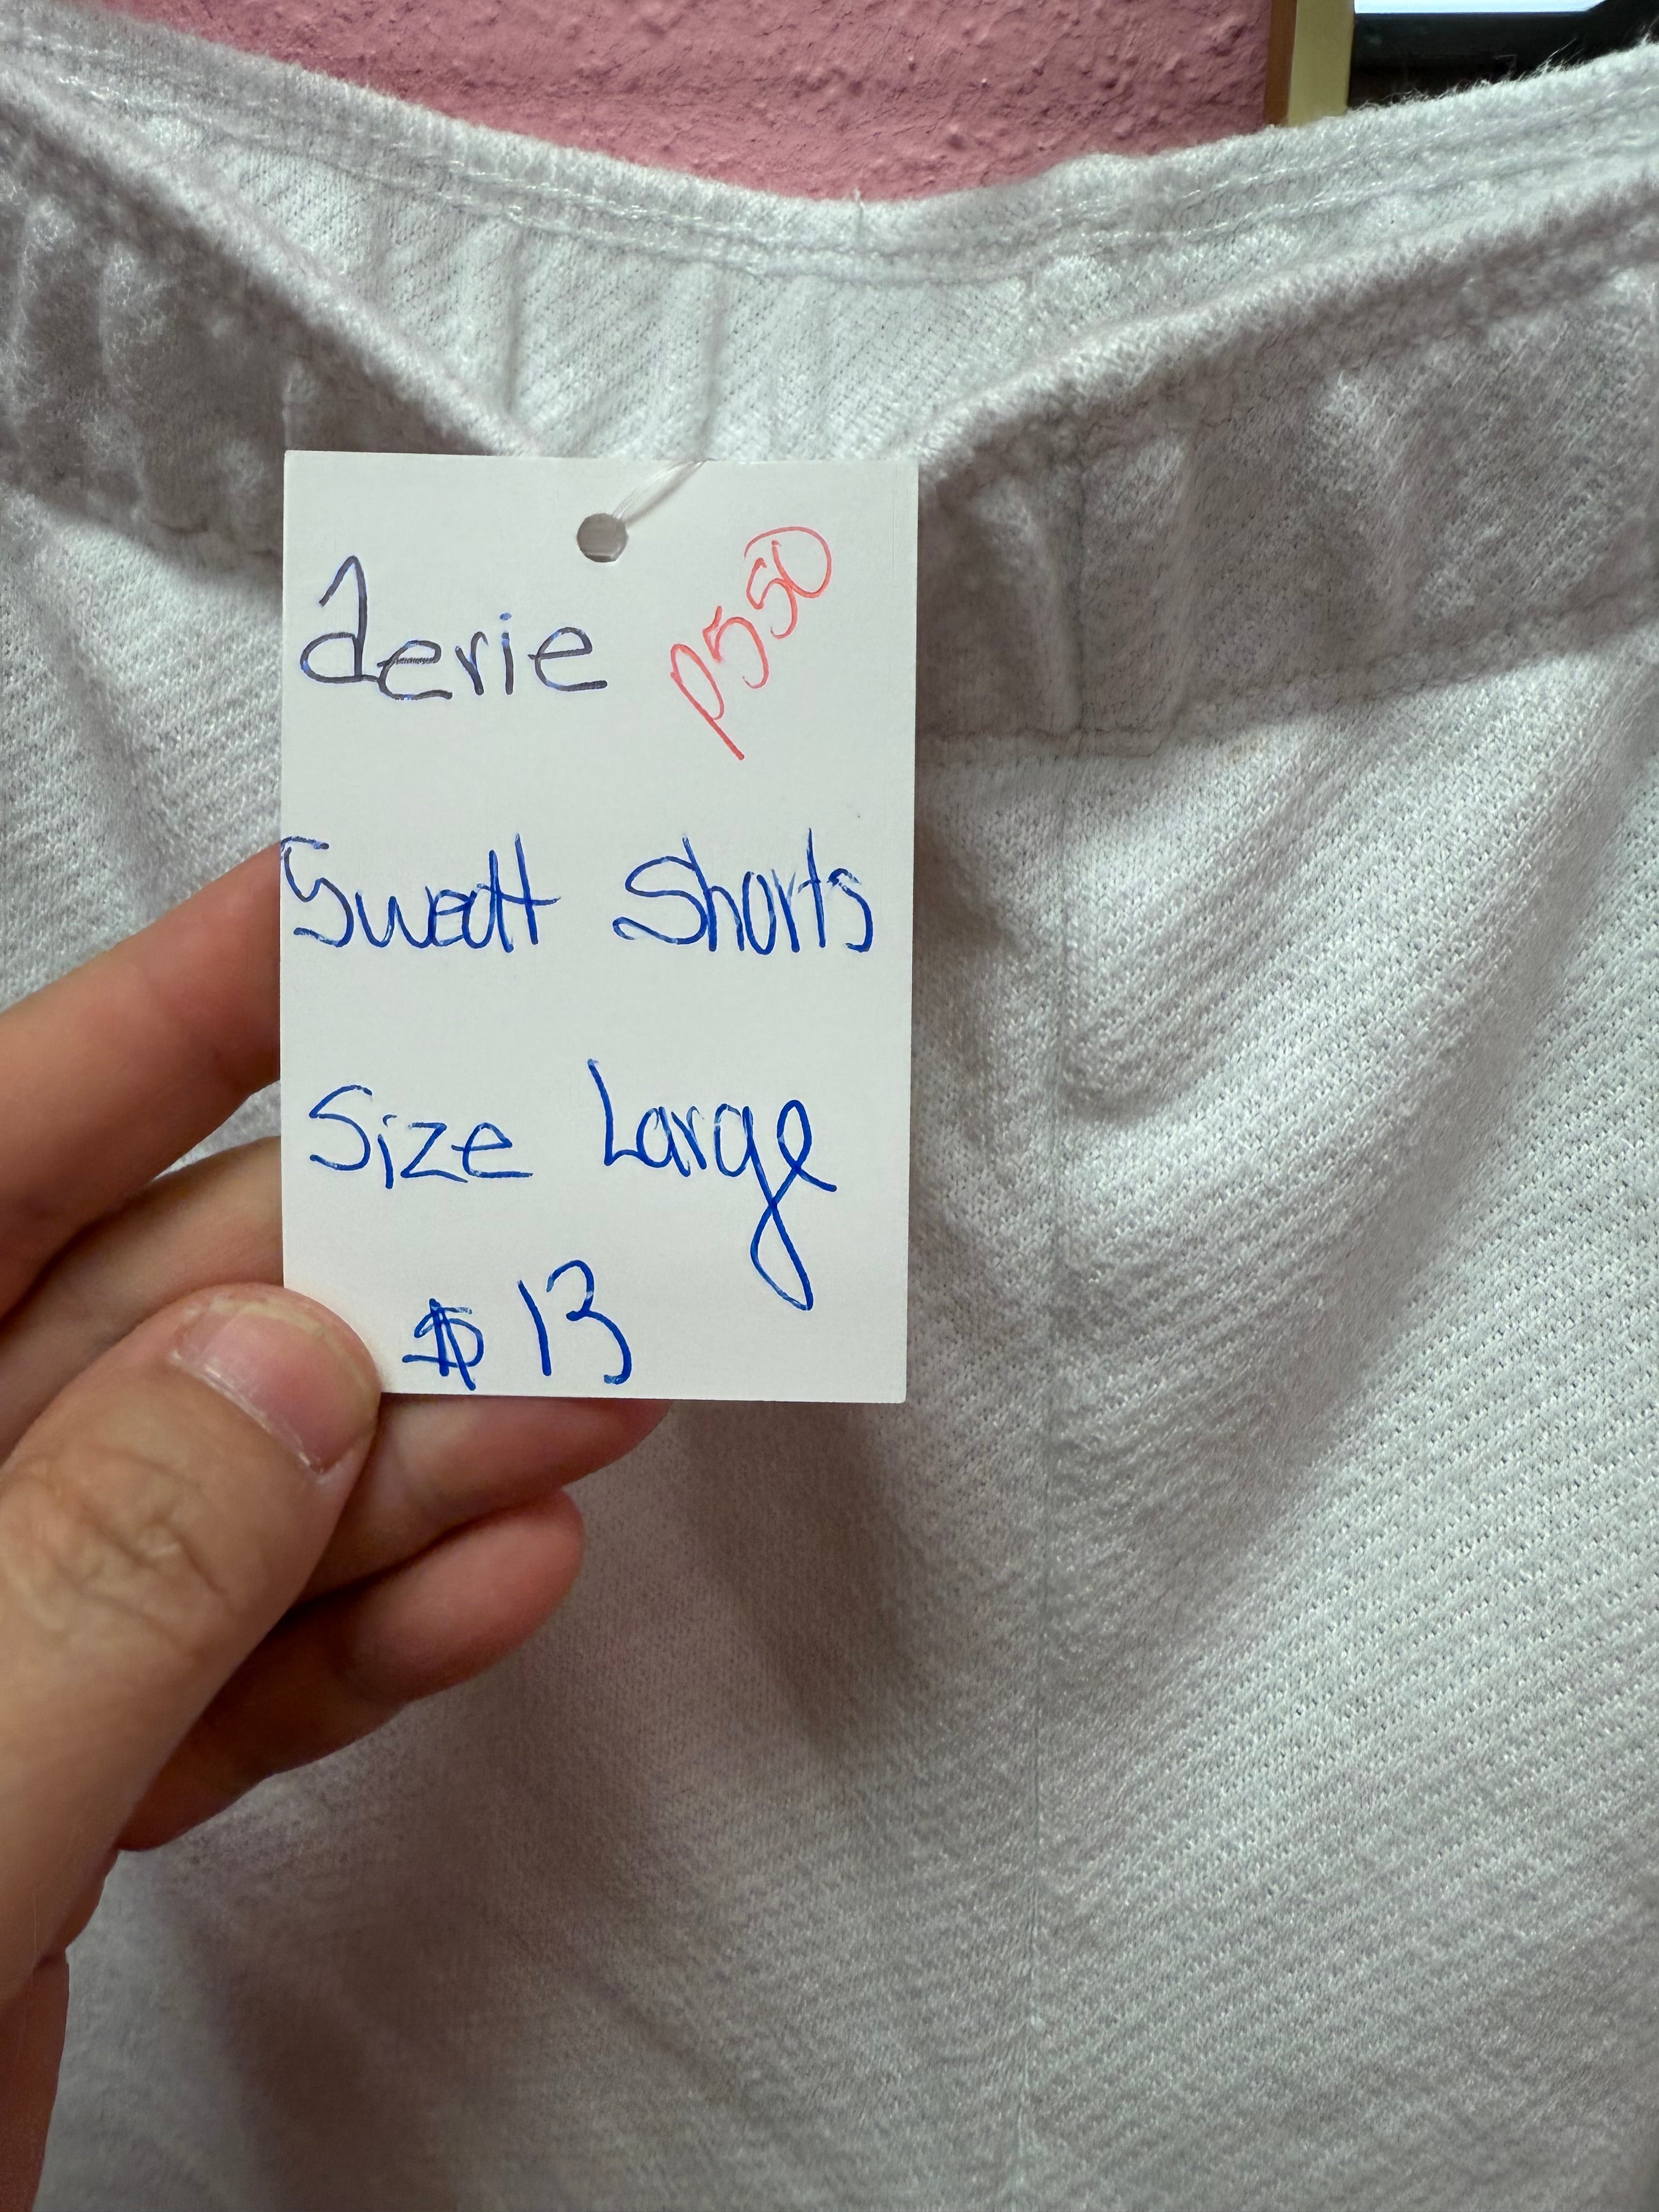 aerie P550
Sweat Shorts
Size Large
$13